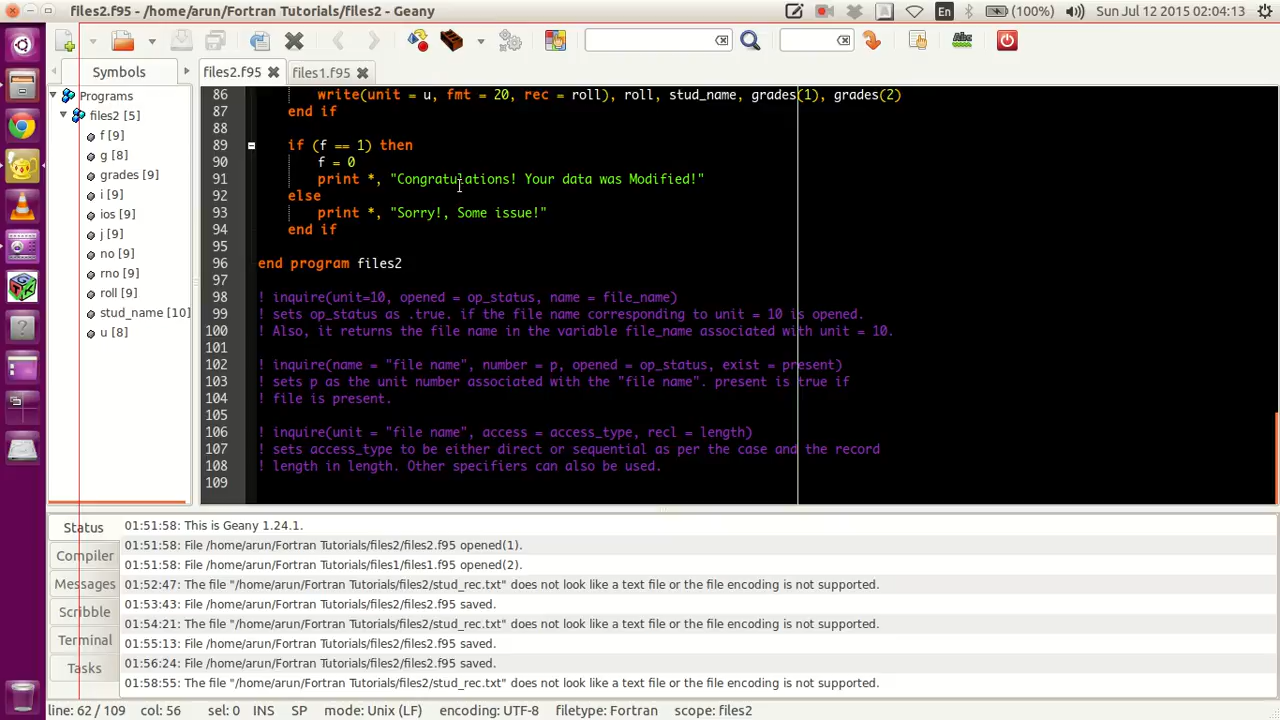 files2.f95 - /home/arun/Fortran Tutorials/files2 - Geany
En
(100%)
Sun Jul 12 2015 02:04:13
Symbols
files2.f95
files1.f95
Programs
files2 [5]
f [9]
g [8]
grades [9]
i [9]
ios [9]
j [9]
no [9]
rno [9]
roll [9]
stud_name [10]
u [8]
86 write(unit = u, fmt = 20, rec = roll), roll, stud_name, grades(1), grades(2)
87 end if
88
89 if (f == 1) then
90 f = 0
91 print *, "Congratulations! Your data was Modified!"
92 else
93 print *, "Sorry!, Some issue!"
94 end if
95
96 end program files2
97
98 ! inquire(unit=10, opened = op_status, name = file_name)
99 ! sets op_status as .true. if the file name corresponding to unit = 10 is opened.
100 ! Also, it returns the file name in the variable file_name associated with unit = 10.
101
102 ! inquire(name = "file name", number = p, opened = op_status, exist = present)
103 ! sets p as the unit number associated with the "file name". present is true if
104 ! file is present.
105
106 ! inquire(unit = "file name", access = access_type, recl = length)
107 ! sets access_type to be either direct or sequential as per the case and the record
108 ! length in length. Other specifiers can also be used.
109
Status
Compiler
Messages
Scribble
Terminal
Tasks
01:51:58: This is Geany 1.24.1.
01:51:58: File /home/arun/Fortran Tutorials/files2/files2.f95 opened(1).
01:51:58: File /home/arun/Fortran Tutorials/files1/files1.f95 opened(2).
01:52:47: The file "/home/arun/Fortran Tutorials/files2/stud_rec.txt" does not look like a text file or the file encoding is not supported.
01:53:43: File /home/arun/Fortran Tutorials/files2/files2.f95 saved.
01:54:21: The file "/home/arun/Fortran Tutorials/files2/stud_rec.txt" does not look like a text file or the file encoding is not supported.
01:55:13: File /home/arun/Fortran Tutorials/files2/files2.f95 saved.
01:56:24: File /home/arun/Fortran Tutorials/files2/files2.f95 saved.
01:58:55: The file "/home/arun/Fortran Tutorials/files2/stud_rec.txt" does not look like a text file or the file encoding is not supported.
line: 62 / 109 col: 56 sel: 0 INS SP mode: Unix (LF) encoding: UTF-8 filetype: Fortran scope: files2